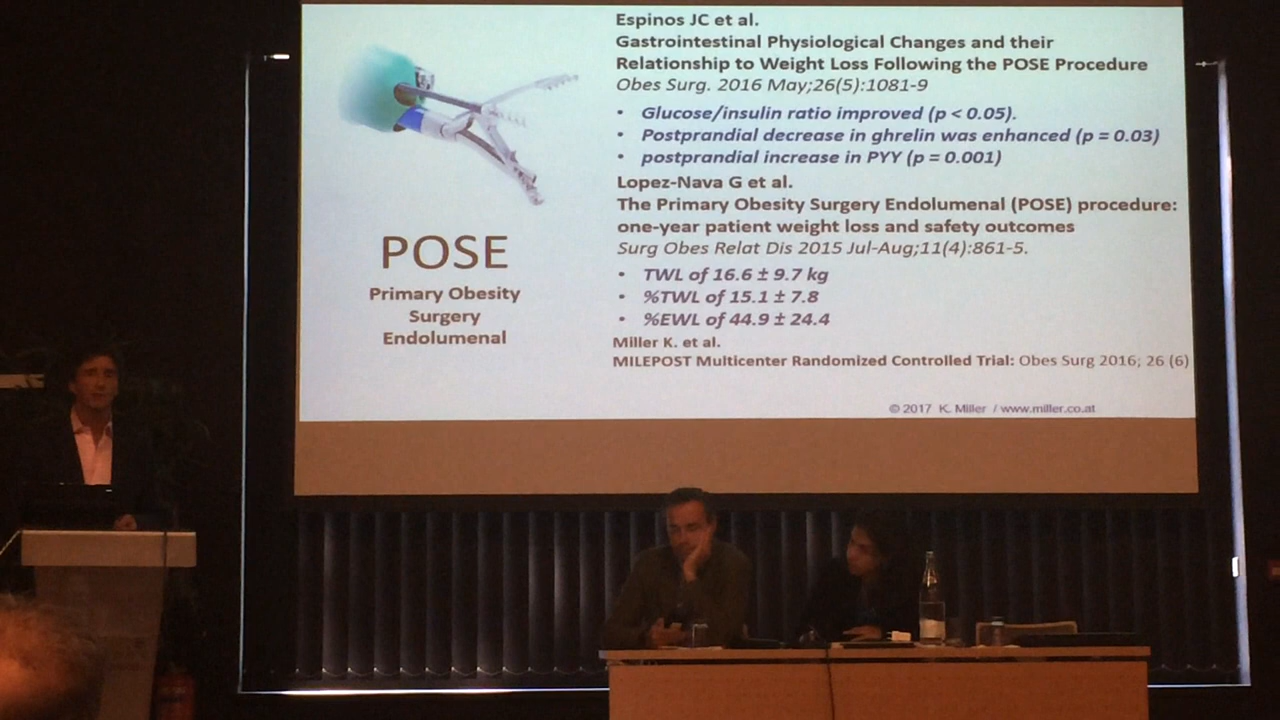 POSE
Primary Obesity
Surgery
Endolumenal
Espinos JC et al.
Gastrointestinal Physiological Changes and their
Relationship to Weight Loss Following the POSE Procedure
Obes Surg. 2016 May;26(5):1081-9
• Glucose/insulin ratio improved (p < 0.05).
• Postprandial decrease in ghrelin was enhanced (p = 0.03)
• postprandial increase in PYY (p = 0.001)
Lopez-Nava G et al.
The Primary Obesity Surgery Endolumenal (POSE) procedure:
one-year patient weight loss and safety outcomes
Surg Obes Relat Dis 2015 Jul-Aug;11(4):861-5.
• TWL of 16.6 ± 9.7 kg
• %TWL of 15.1 ± 7.8
• %EWL of 44.9 ± 24.4
Miller K. et al.
MILEPOST Multicenter Randomized Controlled Trial: Obes Surg 2016; 26 (6)
© 2017 K. Miller / www.miller.co.at